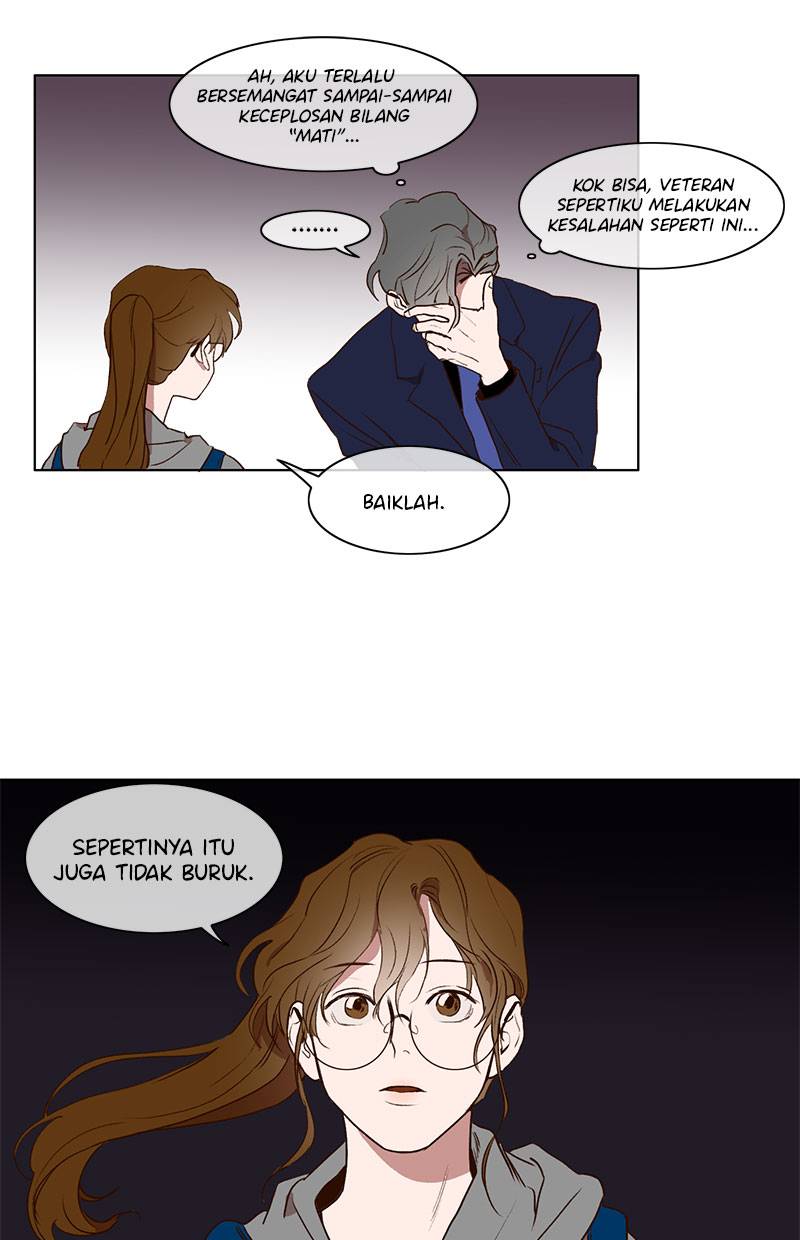 AH, AKU TERLALU
BERSEMANGAT SAMPAI-SAMPAI
KECEPLOSAN BILANG
"MATI"...
KOK BISA, VETERAN
SEPERTIKU MELAKUKAN
KESALAHAN SEPERTI INI...
.......
BAIKLAH.
SEPERTINYA ITU
JUGA TIDAK BURUK.